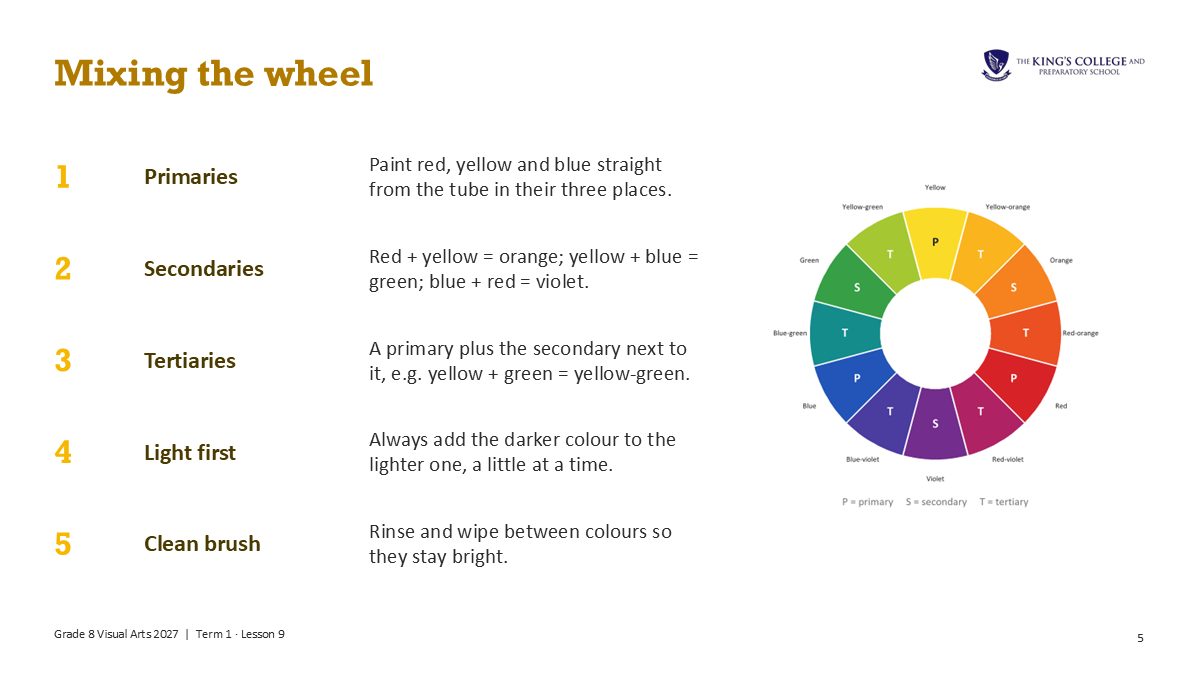 Mixing the wheel
THE KING'S COLLEGE AND
PREPARATORY SCHOOL
1
Primaries
Paint red, yellow and blue straight
from the tube in their three places.
2
Secondaries
Red + yellow = orange; yellow + blue =
green; blue + red = violet.
3
Tertiaries
A primary plus the secondary next to
it, e.g. yellow + green = yellow-green.
4
Light first
Always add the darker colour to the
lighter one, a little at a time.
5
Clean brush
Rinse and wipe between colours so
they stay bright.
Yellow
Yellow-green
Yellow-orange
P
T
T
Green
Orange
S
S
Blue-green
T
T
Red-orange
P
P
Blue
Red
T
T
S
Blue-violet
Red-violet
Violet
P = primary S = secondary T = tertiary
Grade 8 Visual Arts 2027 | Term 1 · Lesson 9
5